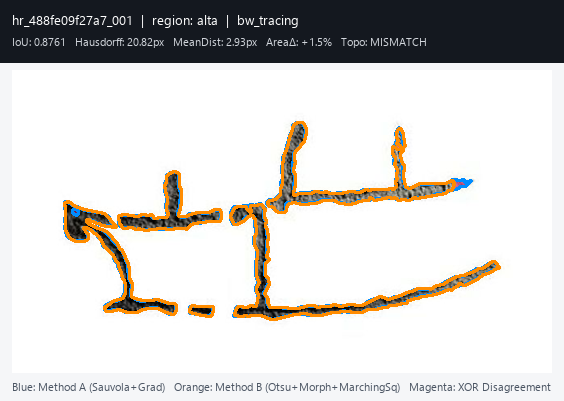 hr_488fe09f27a7_001 | region: alta | bw_tracing
IoU: 0.8761 Hausdorff: 20.82px MeanDist: 2.93px AreaΔ: +1.5% Topo: MISMATCH
Blue: Method A (Sauvola+Grad) Orange: Method B (Otsu+Morph+MarchingSq) Magenta: XOR Disagreement